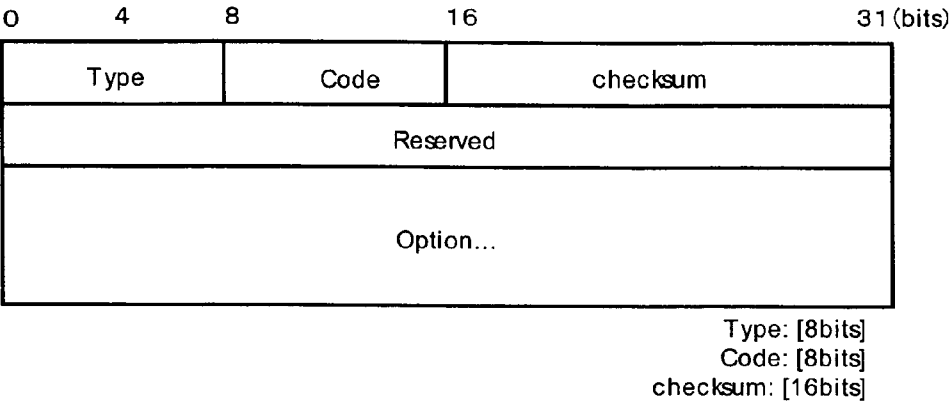 0 4 8 16 31(bits)
Type Code checksum
Reserved
Option...
Type: [8bits]
Code: [8bits]
checksum: [16bits]